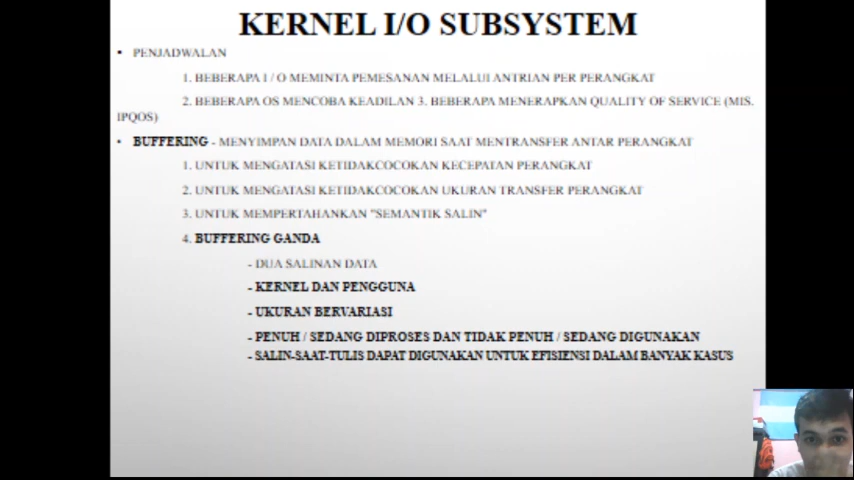 KERNEL I/O SUBSYSTEM
• PENJADWALAN
1. BEBERAPA I / O MEMINTA PEMESANAN MELALUI ANTRIAN PER PERANGKAT
2. BEBERAPA OS MENCOBA KEADILAN 3. BEBERAPA MENERAPKAN QUALITY OF SERVICE (MIS.
IPQOS)
• BUFFERING - MENYIMPAN DATA DALAM MEMORI SAAT MENTRANSFER ANTAR PERANGKAT
1. UNTUK MENGATASI KETIDAKCOCOKAN KECEPATAN PERANGKAT
2. UNTUK MENGATASI KETIDAKCOCOKAN UKURAN TRANSFER PERANGKAT
3. UNTUK MEMPERTAHANKAN "SEMANTIK SALIN"
4. BUFFERING GANDA
- DUA SALINAN DATA
- KERNEL DAN PENGGUNA
- UKURAN BERVARIASI
- PENUH / SEDANG DIPROSES DAN TIDAK PENUH / SEDANG DIGUNAKAN
- SALIN-SAAT-TULIS DAPAT DIGUNAKAN UNTUK EFISIENSI DALAM BANYAK KASUS